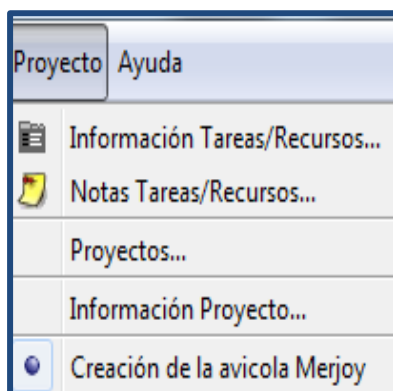 Proyecto Ayuda
Información Tareas/Recursos...
Notas Tareas/Recursos...
Proyectos...
Información Proyecto...
Creación de la avicola Merjoy